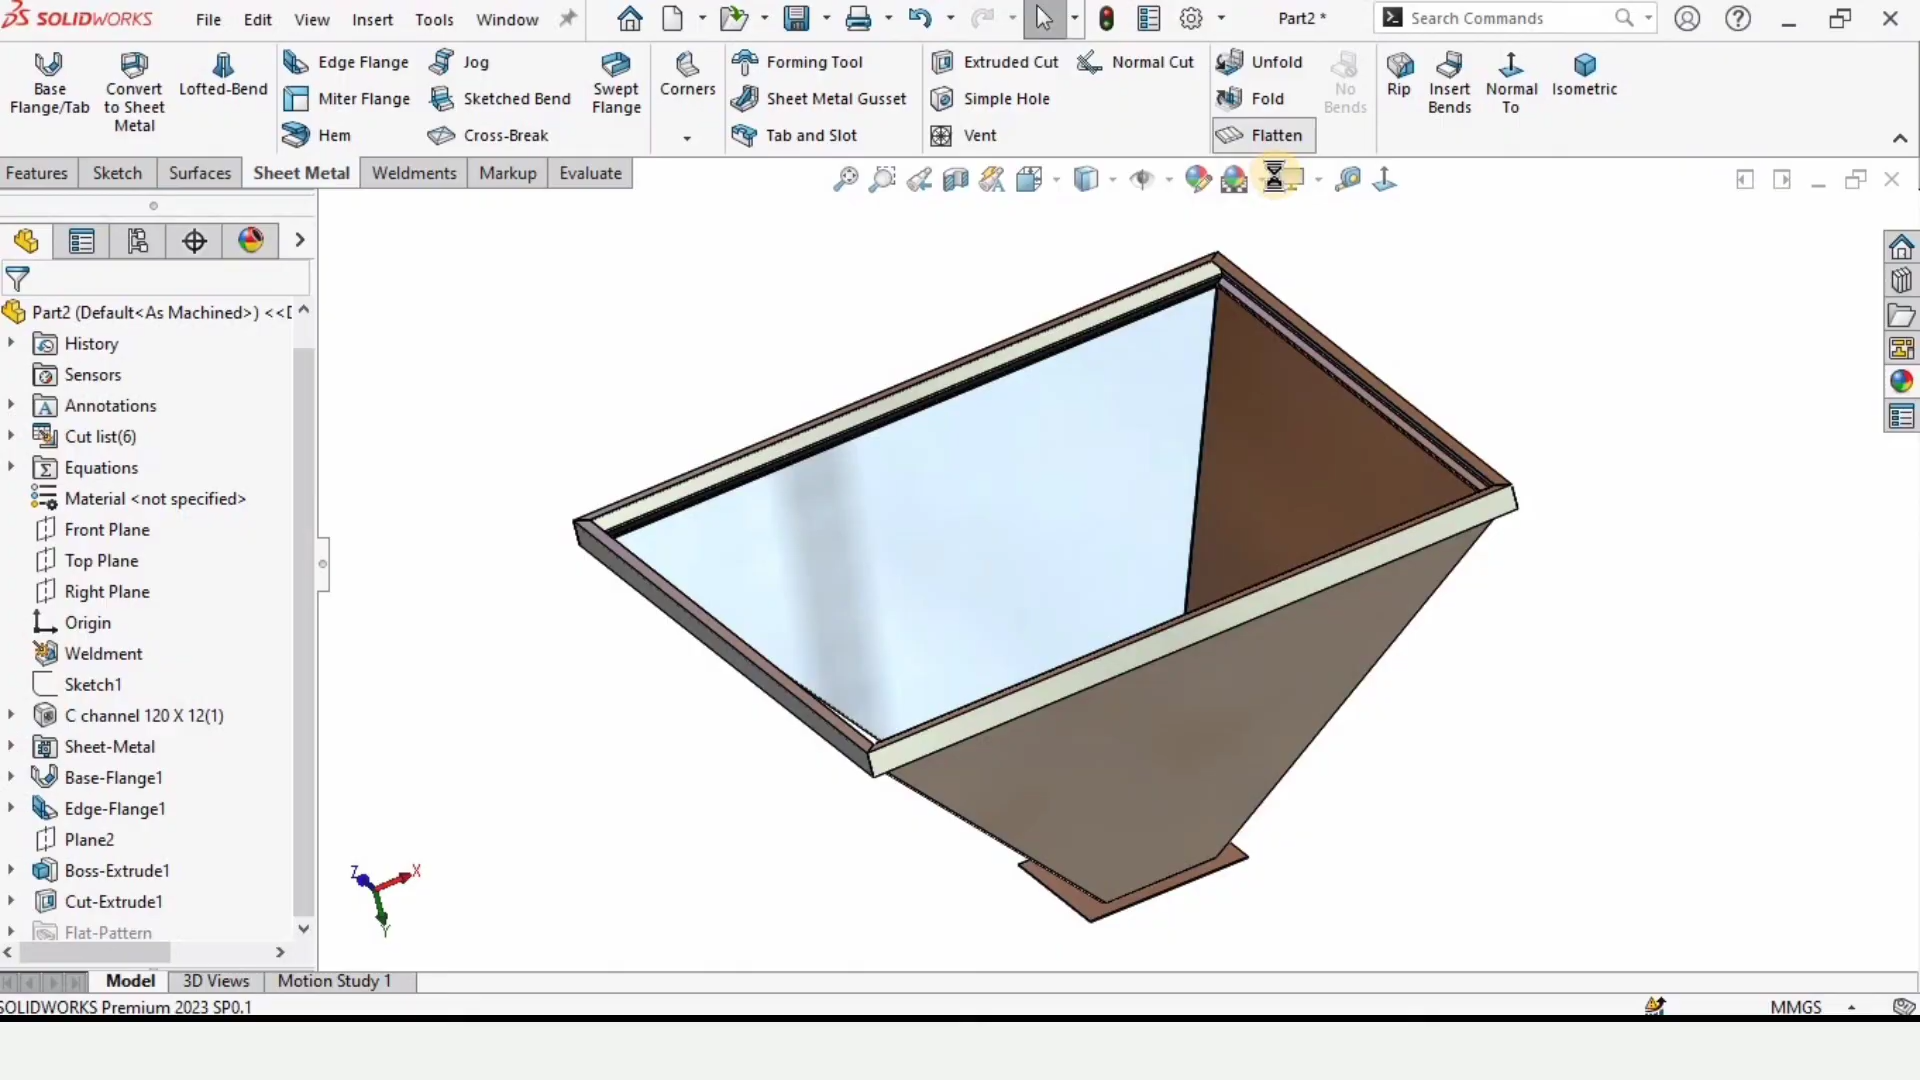 SOLIDWORKS File Edit View Insert Tools Window Part2 * Search Commands
Base Flange/Tab
Convert to Sheet Metal
Lofted-Bend
Edge Flange
Miter Flange
Hem
Jog
Sketched Bend
Cross-Break
Swept Flange
Corners
Forming Tool
Sheet Metal Gusset
Tab and Slot
Extruded Cut
Simple Hole
Vent
Normal Cut
Unfold
Fold
Flatten
No Bends
Rip
Insert Bends
Normal To
Isometric
Features Sketch Surfaces Sheet Metal Weldments Markup Evaluate
Part2 (Default<As Machined>) <<D
History
Sensors
Annotations
Cut list(6)
Equations
Material <not specified>
Front Plane
Top Plane
Right Plane
Origin
Weldment
Sketch1
C channel 120 X 12(1)
Sheet-Metal
Base-Flange1
Edge-Flange1
Plane2
Boss-Extrude1
Cut-Extrude1
Flat-Pattern
Z X
Y
Model 3D Views Motion Study 1
SOLIDWORKS Premium 2023 SP0.1 MMGS